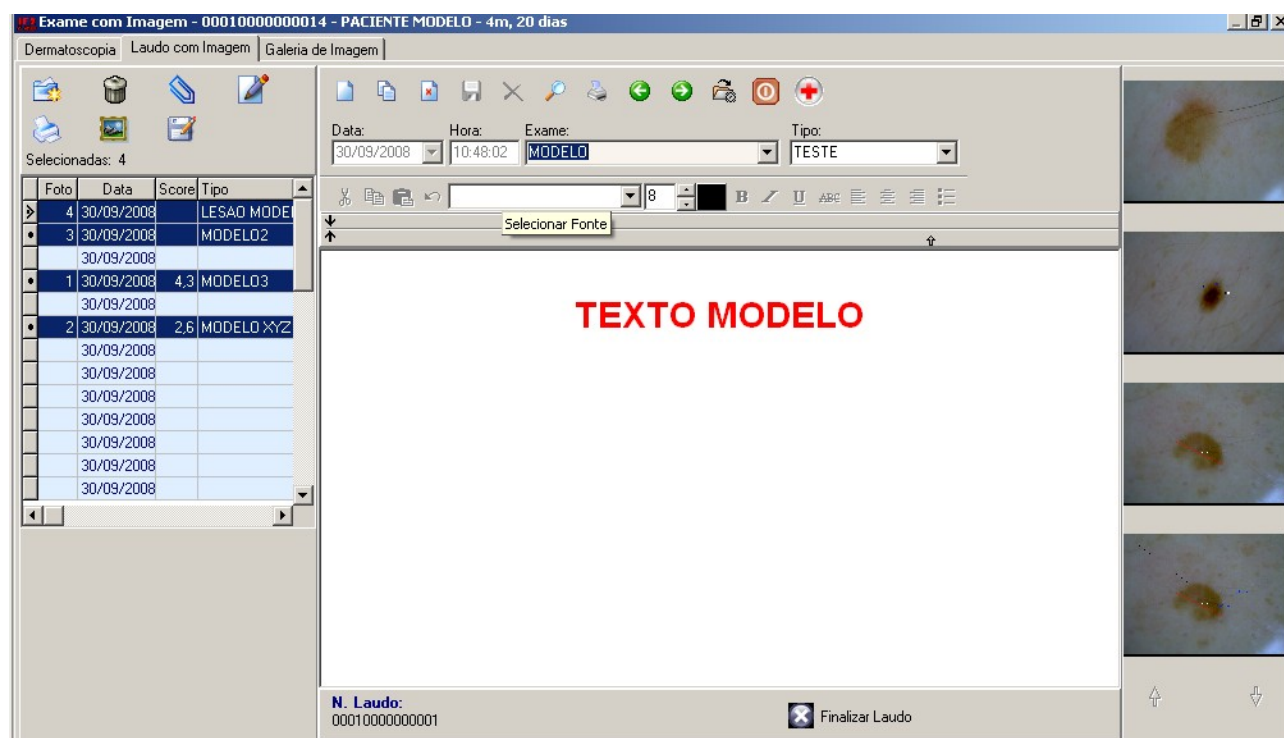 Exame com Imagem - 00010000000014 - PACIENTE MODELO - 4m, 20 dias
Dermatoscopia Laudo com Imagem Galeria de Imagem
Selecionadas: 4
Data: Hora: Exame: Tipo:
30/09/2008 10:48:02 MODELO TESTE
8 B I U ABC
Selecionar Fonte
Foto Data Score Tipo
4 30/09/2008 LESAO MODEL
3 30/09/2008 MODELO2
30/09/2008
1 30/09/2008 4,3 MODELO3
30/09/2008
2 30/09/2008 2,6 MODELO XYZ
30/09/2008
30/09/2008
30/09/2008
30/09/2008
30/09/2008
30/09/2008
30/09/2008
TEXTO MODELO
N. Laudo:
00010000000001
Finalizar Laudo